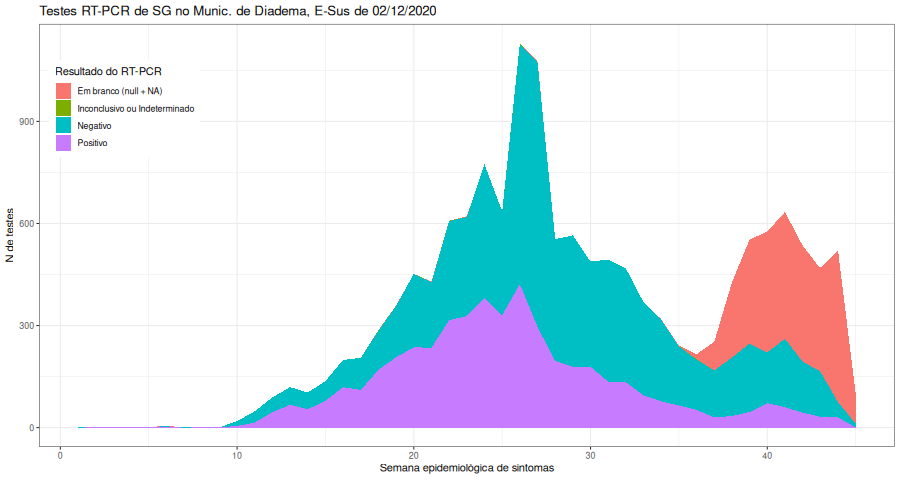 Testes RT-PCR de SG no Munic. de Diadema, E-Sus de 02/12/2020
Resultado do RT-PCR
Em branco (null + NA)
Inconclusivo ou Indeterminado
Negativo
Positivo
N de testes
900
600
300
0
0 10 20 30 40
Semana epidemiológica de sintomas